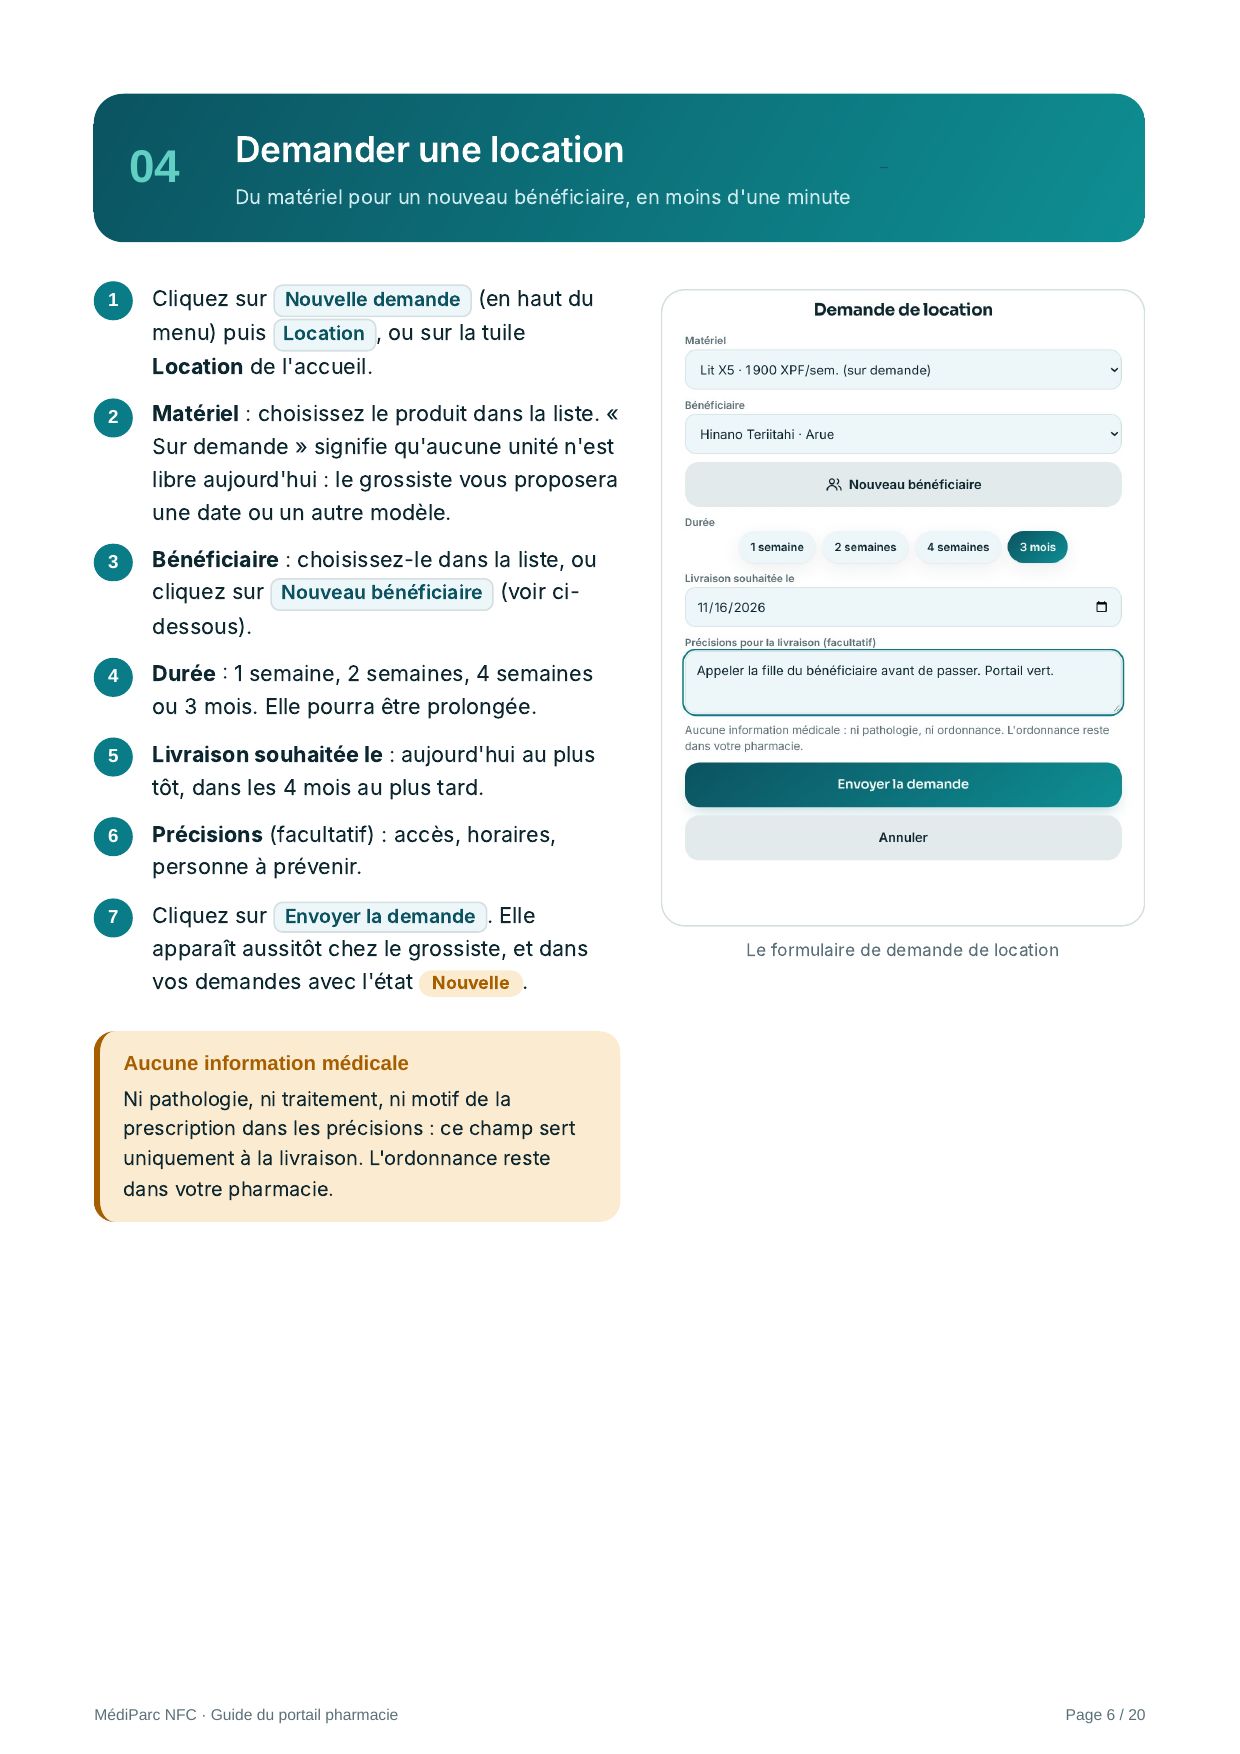 04
Demander une location
Du matériel pour un nouveau bénéficiaire, en moins d'une minute
1
Cliquez sur Nouvelle demande (en haut du
menu) puis Location , ou sur la tuile
Location de l'accueil.
2
Matériel : choisissez le produit dans la liste. «
Sur demande » signifie qu'aucune unité n'est
libre aujourd'hui : le grossiste vous proposera
une date ou un autre modèle.
3
Bénéficiaire : choisissez-le dans la liste, ou
cliquez sur Nouveau bénéficiaire (voir ci-
dessous).
4
Durée : 1 semaine, 2 semaines, 4 semaines
ou 3 mois. Elle pourra être prolongée.
5
Livraison souhaitée le : aujourd'hui au plus
tôt, dans les 4 mois au plus tard.
6
Précisions (facultatif) : accès, horaires,
personne à prévenir.
7
Cliquez sur Envoyer la demande . Elle
apparaît aussitôt chez le grossiste, et dans
vos demandes avec l'état Nouvelle .
Aucune information médicale
Ni pathologie, ni traitement, ni motif de la
prescription dans les précisions : ce champ sert
uniquement à la livraison. L'ordonnance reste
dans votre pharmacie.
Demande de location
Matériel
Lit X5 · 1 900 XPF/sem. (sur demande)
Bénéficiaire
Hinano Teriitahi · Arue
Nouveau bénéficiaire
Durée
1 semaine 2 semaines 4 semaines 3 mois
Livraison souhaitée le
11/16/2026
Précisions pour la livraison (facultatif)
Appeler la fille du bénéficiaire avant de passer. Portail vert.
Aucune information médicale : ni pathologie, ni ordonnance. L'ordonnance reste
dans votre pharmacie.
Envoyer la demande
Annuler
Le formulaire de demande de location
MédiParc NFC · Guide du portail pharmacie
Page 6 / 20